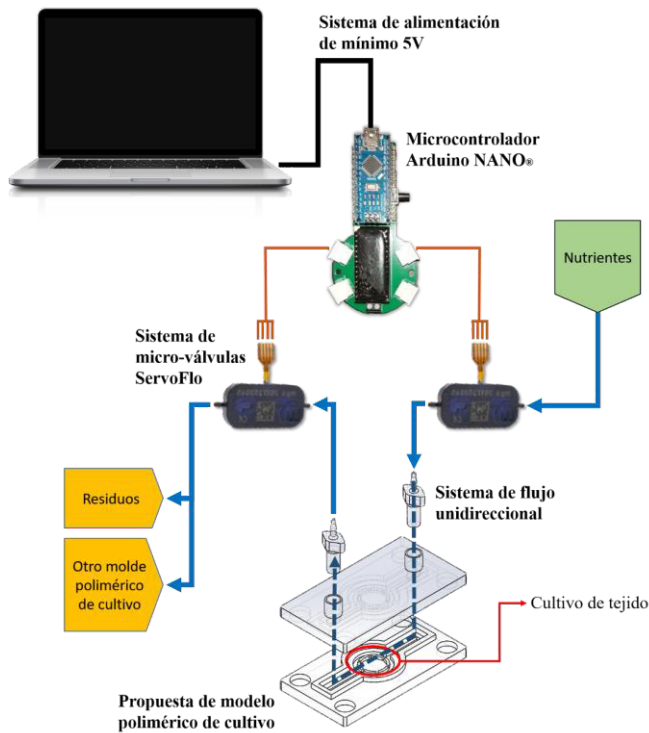 Sistema de alimentación
de mínimo 5V
Microcontrolador
Arduino NANO®
Nutrientes
Sistema de
micro-válvulas
ServoFlo
Residuos
Sistema de flujo
unidireccional
Otro molde
polimérico
de cultivo
Cultivo de tejido
Propuesta de modelo
polimérico de cultivo